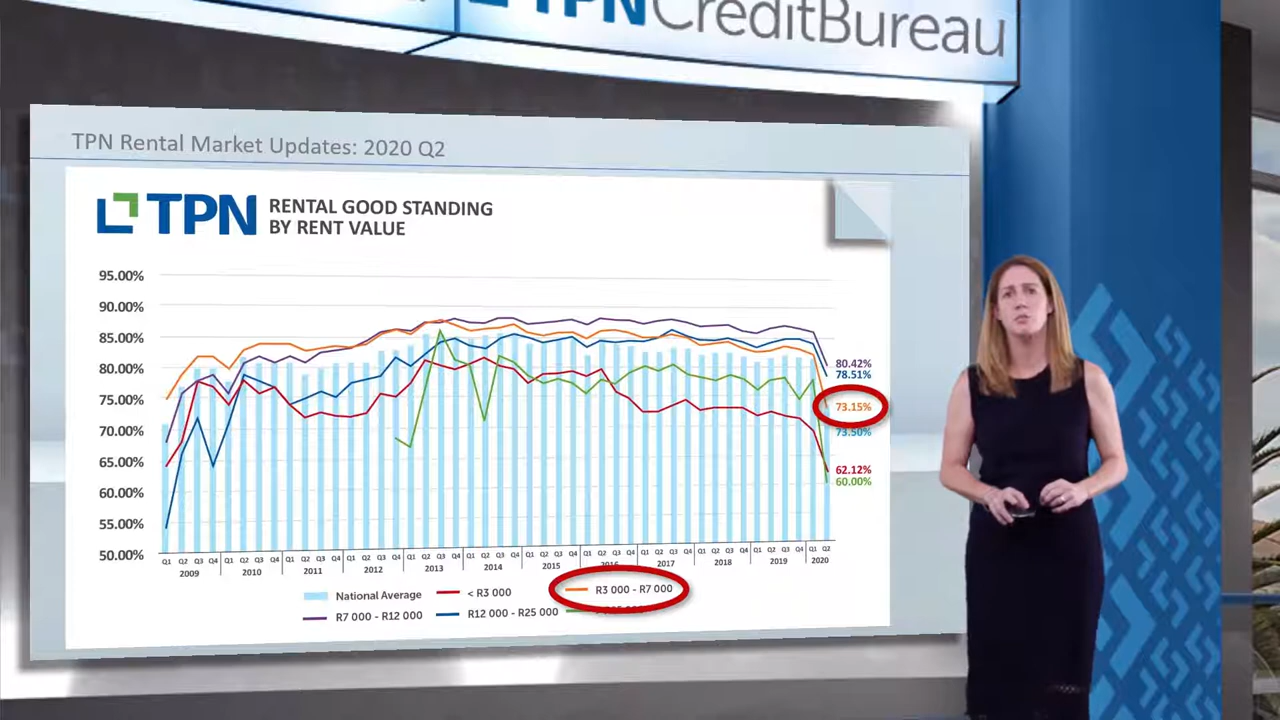 TPNCreditBureau
TPN Rental Market Updates: 2020 Q2
TPN RENTAL GOOD STANDING
BY RENT VALUE
95.00%
90.00%
85.00%
80.00%
75.00%
70.00%
65.00%
60.00%
55.00%
50.00%
80.42%
78.51%
73.15%
73.50%
62.12%
60.00%
Q1 Q2 Q3 Q4 Q1 Q2 Q3 Q4 Q1 Q2 Q3 Q4 Q1 Q2 Q3 Q4 Q1 Q2 Q3 Q4 Q1 Q2 Q3 Q4 Q1 Q2 Q3 Q4 Q1 Q2 Q3 Q4 Q1 Q2 Q3 Q4 Q1 Q2 Q3 Q4 Q1 Q2 Q3 Q4 Q1 Q2
2009 2010 2011 2012 2013 2014 2015 2016 2017 2018 2019 2020
National Average < R3 000 R3 000 - R7 000
R7 000 - R12 000 R12 000 - R25 000